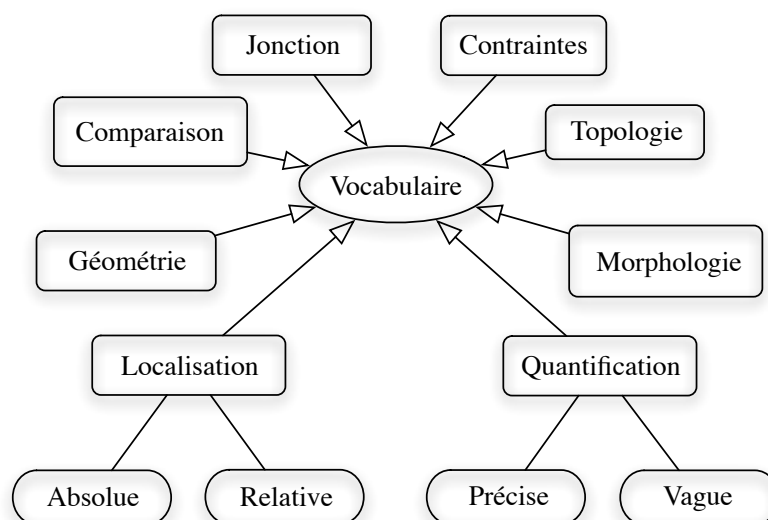 Jonction
Contraintes
Comparaison
Topologie
Vocabulaire
Géométrie
Morphologie
Localisation
Quantification
Absolue
Relative
Précise
Vague